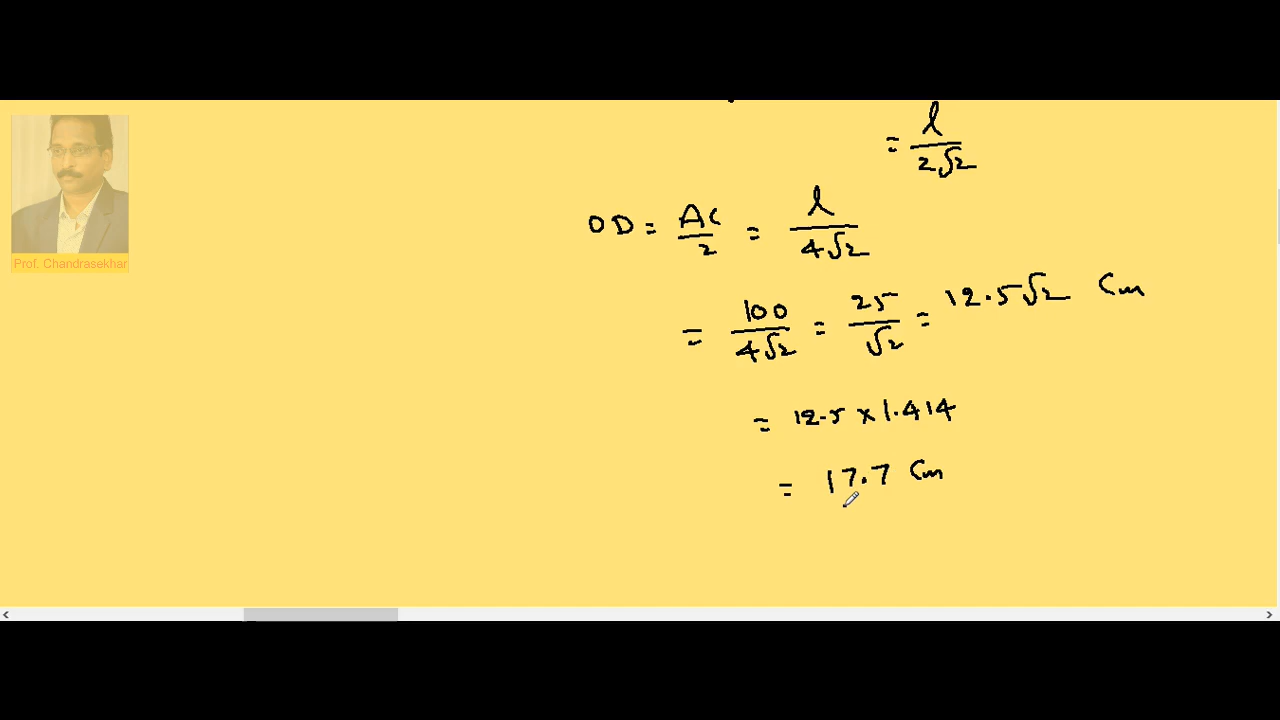 = l/2√2
OD = AC/2 = l/4√2
= 100/4√2 = 25/√2 = 12.5√2 Cm
= 12.5 x 1.414
= 17.7 Cm
Prof. Chandrasekhar